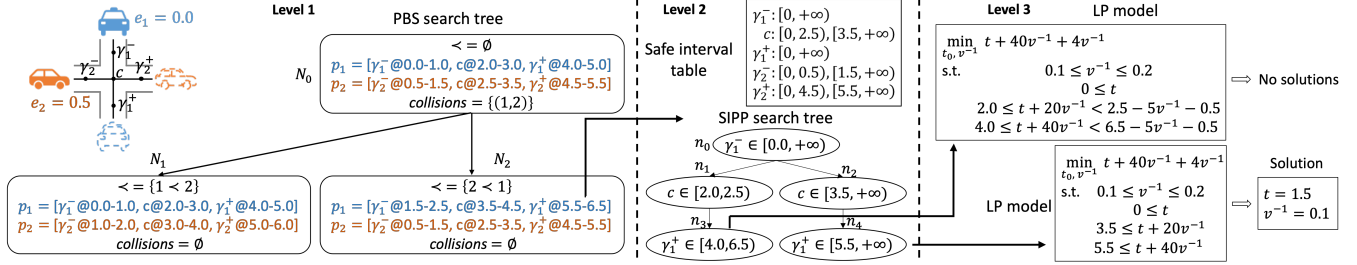 Level 1
e₁ = 0.0
γ₁⁻
γ₂⁻
γ₂⁺
c
γ₁⁺
e₂ = 0.5
PBS search tree
N₀
≺ = ∅
p₁ = [γ₁⁻@0.0-1.0, c@2.0-3.0, γ₁⁺@4.0-5.0]
p₂ = [γ₂⁻@0.5-1.5, c@2.5-3.5, γ₂⁺@4.5-5.5]
collisions = {(1,2)}
N₁
≺ = {1 ≺ 2}
p₁ = [γ₁⁻@0.0-1.0, c@2.0-3.0, γ₁⁺@4.0-5.0]
p₂ = [γ₂⁻@1.0-2.0, c@3.0-4.0, γ₂⁺@5.0-6.0]
collisions = ∅
N₂
≺ = {2 ≺ 1}
p₁ = [γ₁⁻@1.5-2.5, c@3.5-4.5, γ₁⁺@5.5-6.5]
p₂ = [γ₂⁻@0.5-1.5, c@2.5-3.5, γ₂⁺@4.5-5.5]
collisions = ∅
Level 2
Safe interval
table
γ₁⁻: [0, +∞)
c: [0, 2.5), [3.5, +∞)
γ₁⁺: [0, +∞)
γ₂⁻: [0, 0.5), [1.5, +∞)
γ₂⁺: [0, 4.5), [5.5, +∞)
SIPP search tree
n₀
γ₁⁻ ∈ [0.0, +∞)
n₁
n₂
c ∈ [2.0,2.5)
c ∈ [3.5, +∞)
n₃
n₄
γ₁⁺ ∈ [4.0,6.5)
γ₁⁺ ∈ [5.5, +∞)
Level 3
LP model
min t + 40v⁻¹ + 4v⁻¹
t₀, v⁻¹
s.t. 0.1 ≤ v⁻¹ ≤ 0.2
0 ≤ t
2.0 ≤ t + 20v⁻¹ < 2.5 − 5v⁻¹ − 0.5
4.0 ≤ t + 40v⁻¹ < 6.5 − 5v⁻¹ − 0.5
No solutions
LP model
min t + 40v⁻¹ + 4v⁻¹
t₀, v⁻¹
s.t. 0.1 ≤ v⁻¹ ≤ 0.2
0 ≤ t
3.5 ≤ t + 20v⁻¹
5.5 ≤ t + 40v⁻¹
Solution
t = 1.5
v⁻¹ = 0.1